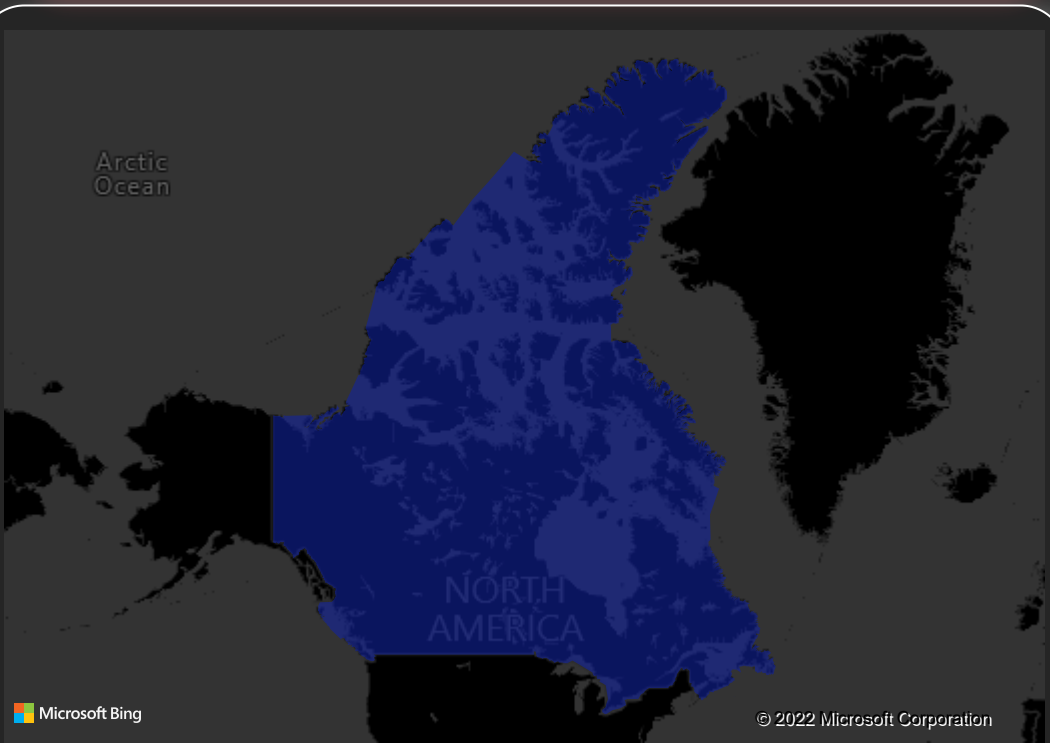 Arctic
Ocean
NORTH
AMERICA
Microsoft Bing
© 2022 Microsoft Corporation